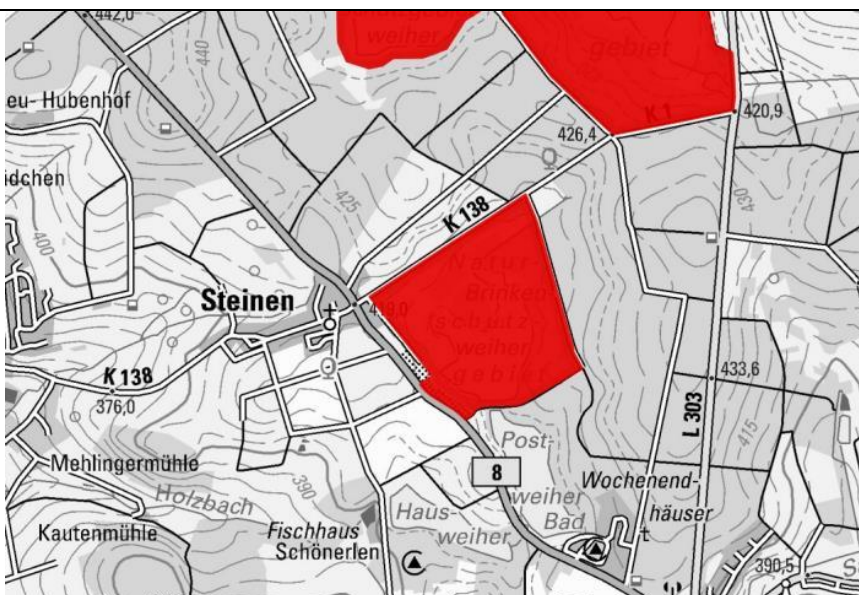 442,0
weiher
gebiet
440
eu- Hubenhof
K 1
420,9
426,4
idchen
425
430
K 138
400
Natur-
Steinen
Brinken
419,0
schutz-
weiher
gebiet
K 138
433,6
376,0
L 303
415
Post-
8
Mehlingermühle
390
weiher
Wochenend-
Holzbach
Haus-
Bad
häuser
Kautenmühle
Fischhaus
weiher
Schönerlen
390,5